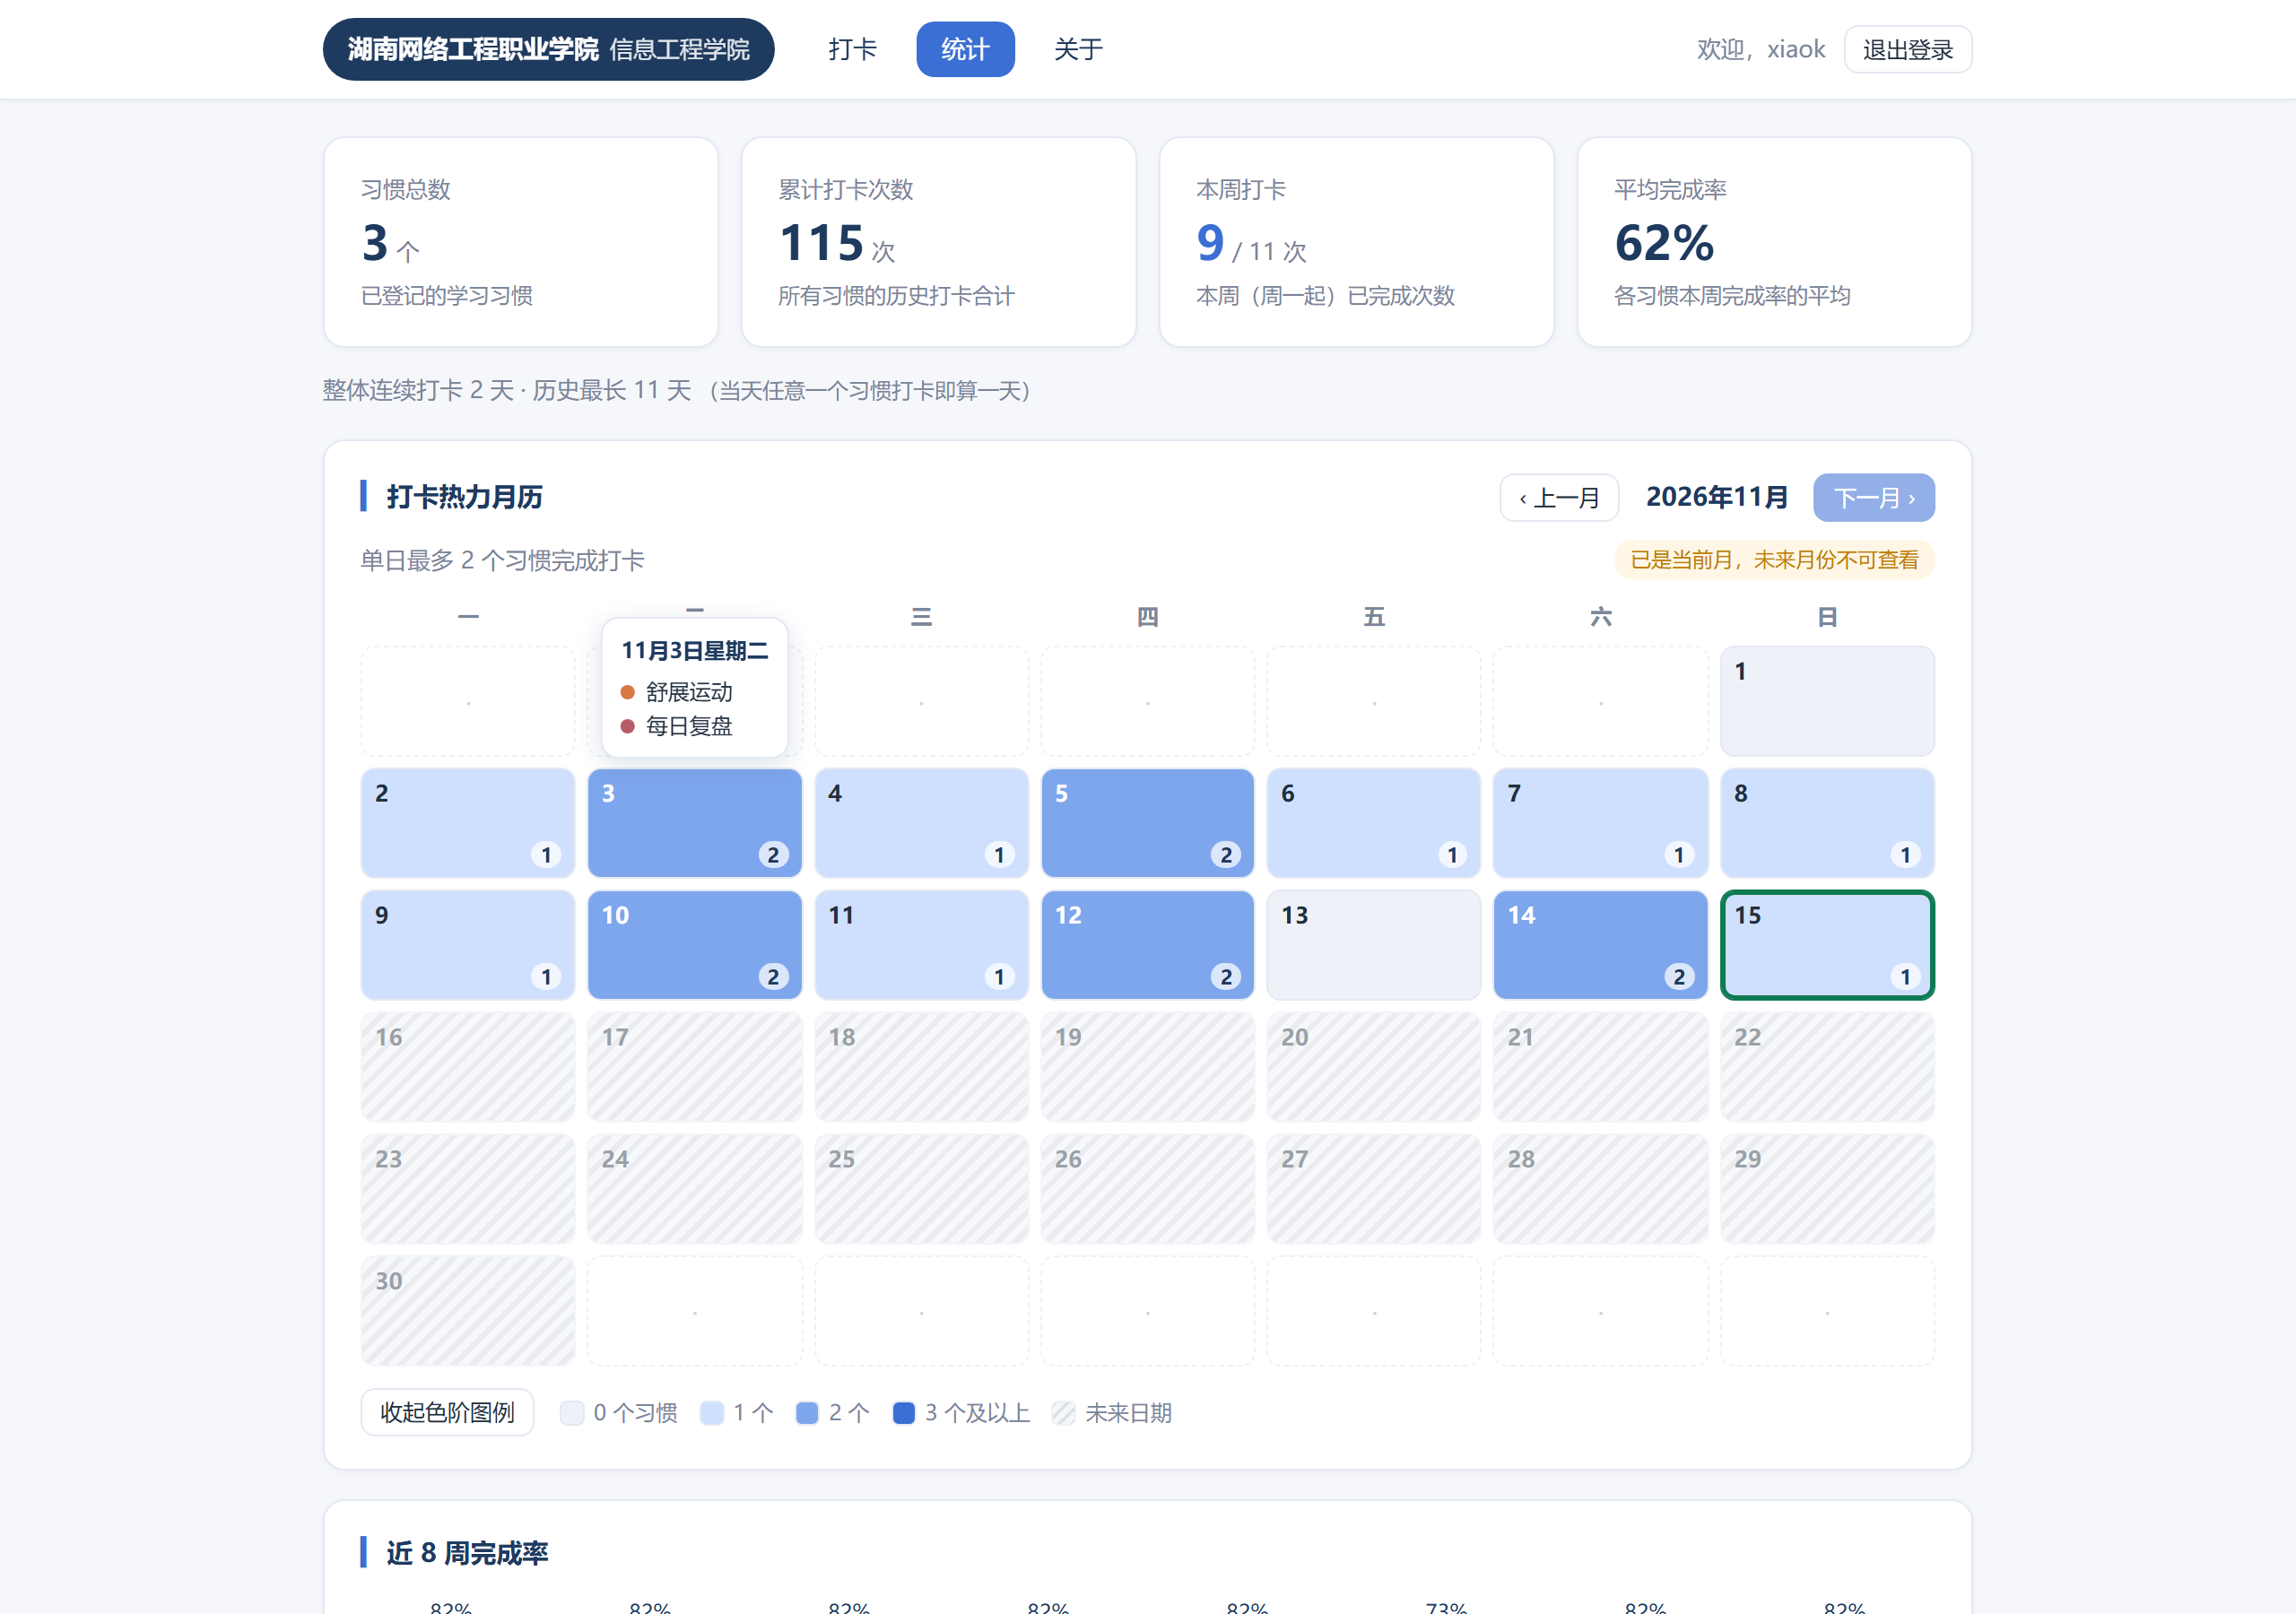 湖南网络工程职业学院 信息工程学院 打卡 统计 关于 欢迎，xiaok 退出登录
习惯总数 累计打卡次数 本周打卡 平均完成率
3 个 115 次 9 / 11 次 62%
已登记的学习习惯 所有习惯的历史打卡合计 本周（周一起）已完成次数 各习惯本周完成率的平均
整体连续打卡 2 天 · 历史最长 11 天 （当天任意一个习惯打卡即算一天）
打卡热力月历 ‹ 上一月 2026年11月 下一月 ›
单日最多 2 个习惯完成打卡 已是当前月，未来月份不可查看
一 三 四 五 六 日
11月3日星期二
舒展运动
每日复盘
1
2 3 4 5 6 7 8
1 2 1 2 1 1 1
9 10 11 12 13 14 15
1 2 1 2 2 1
16 17 18 19 20 21 22
23 24 25 26 27 28 29
30
收起色阶图例 0 个习惯 1 个 2 个 3 个及以上 未来日期
近 8 周完成率
82% 82% 82% 82% 82% 73% 82% 82%